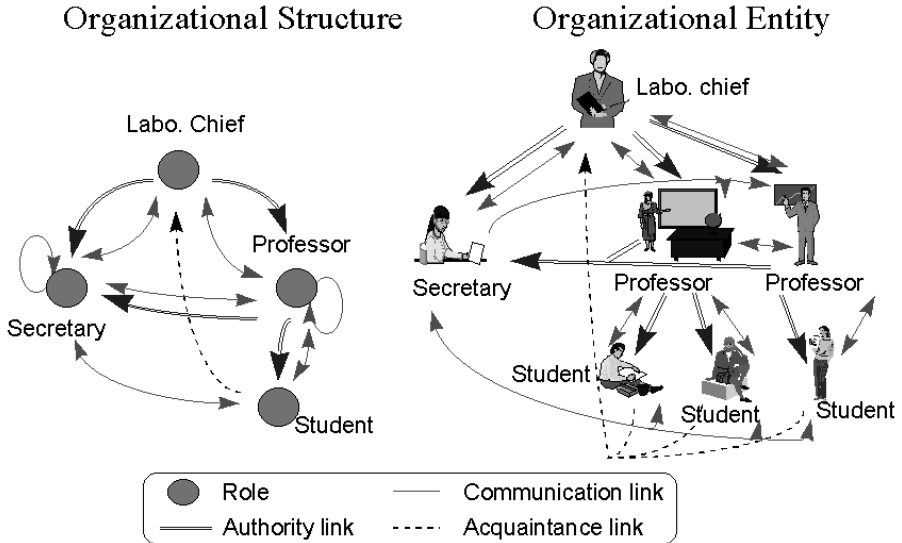 Organizational Structure
Organizational Entity
Labo. Chief
Professor
Secretary
Student
Labo. chief
Secretary
Professor
Professor
Student
Student
Student
Role
Communication link
Authority link
Acquaintance link